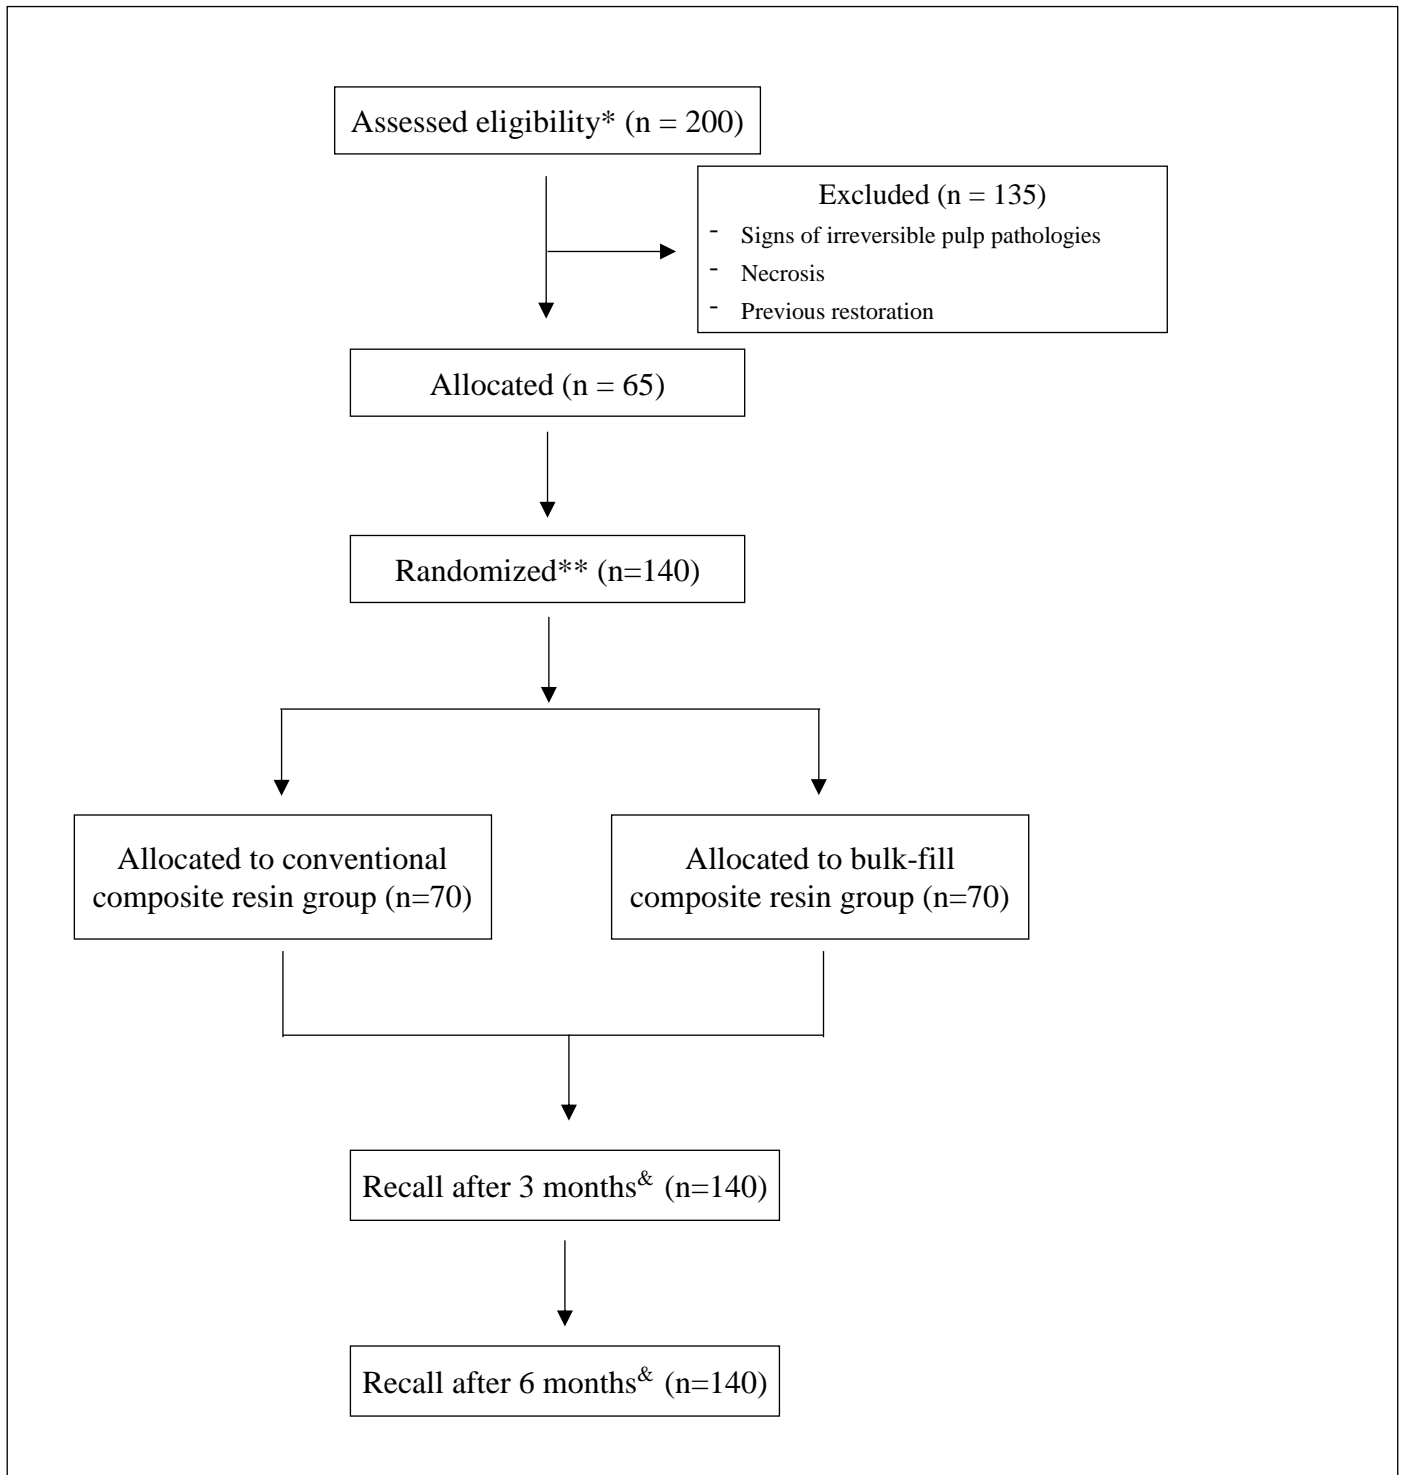 Assessed eligibility* (n = 200)
Excluded (n = 135)
- Signs of irreversible pulp pathologies
- Necrosis
- Previous restoration
Allocated (n = 65)
Randomized** (n=140)
Allocated to conventional
composite resin group (n=70)
Allocated to bulk-fill
composite resin group (n=70)
Recall after 3 months& (n=140)
Recall after 6 months& (n=140)